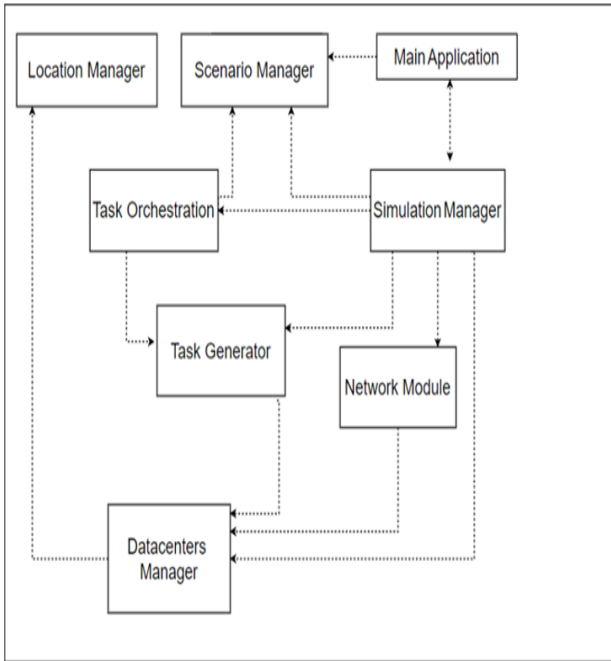 Location Manager
Scenario Manager
Main Application
Task Orchestration
Simulation Manager
Task Generator
Network Module
Datacenters
Manager